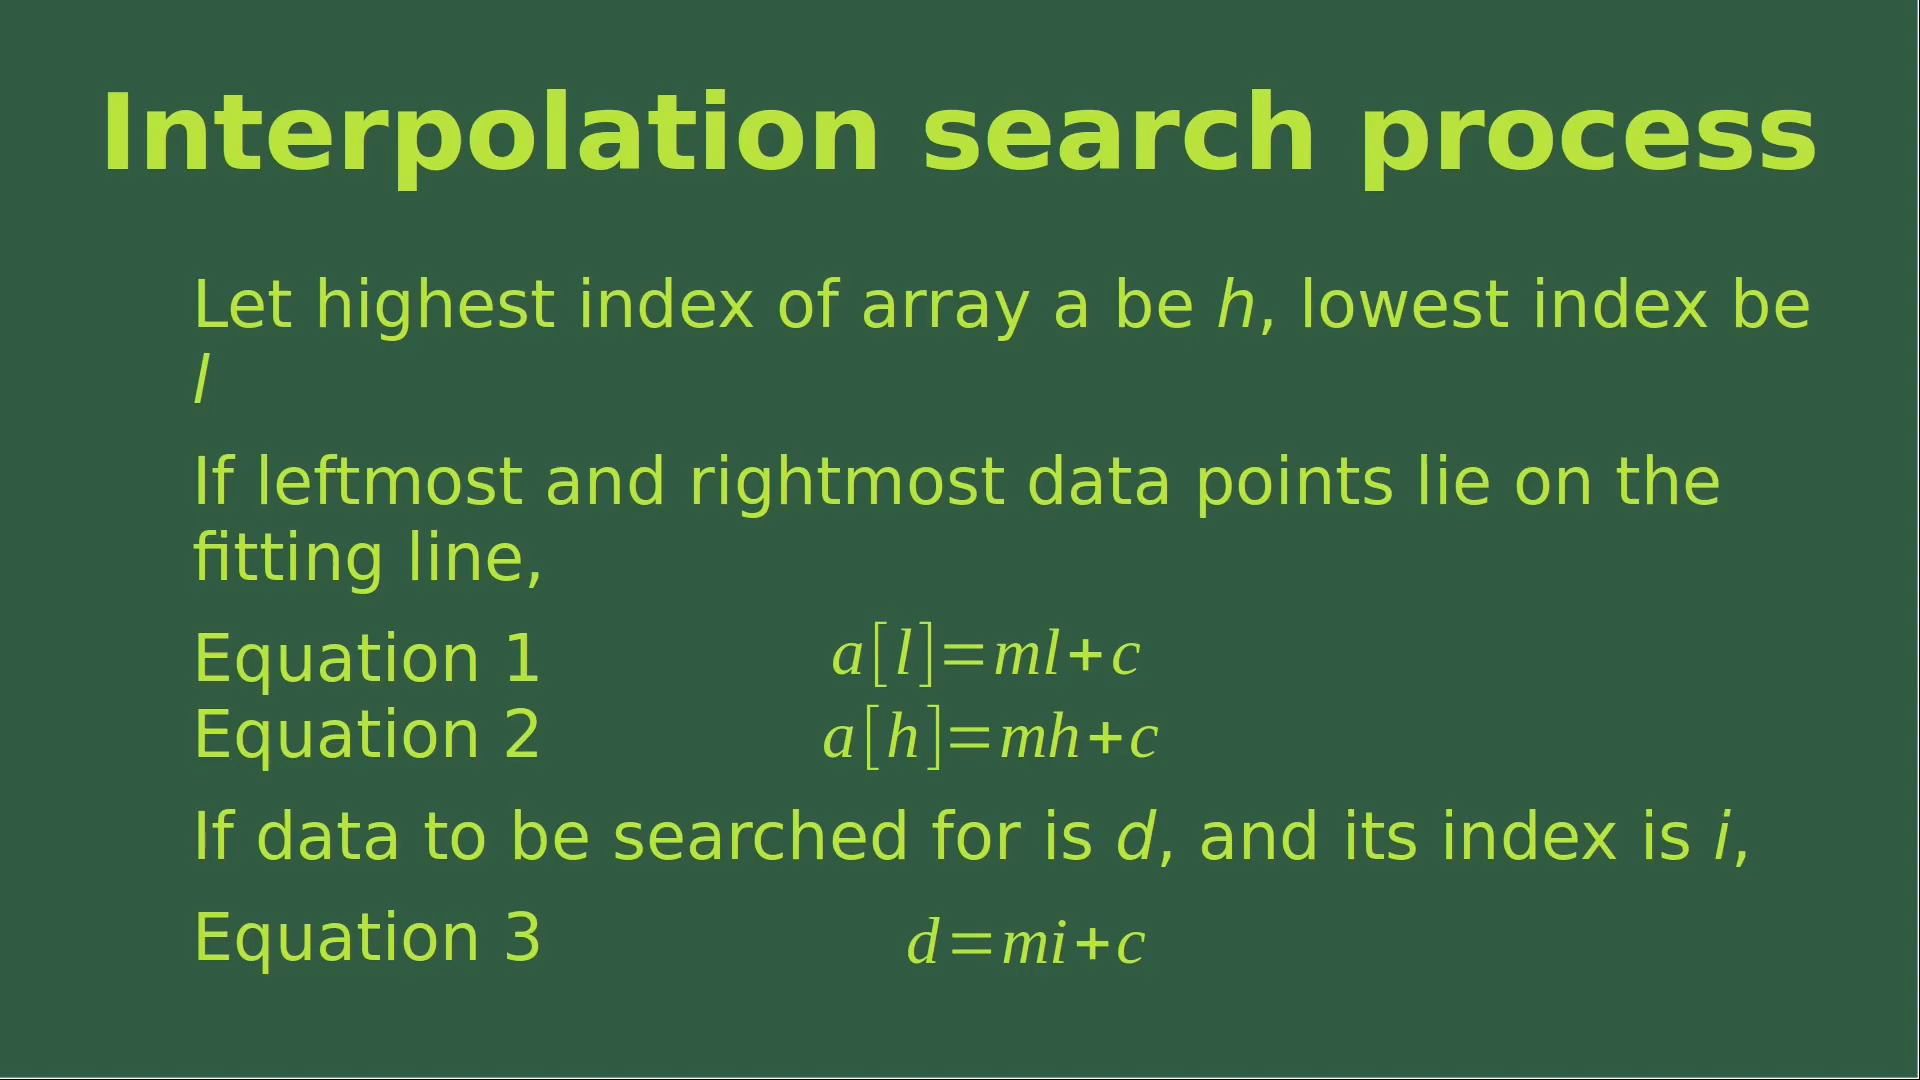 Interpolation search process
Let highest index of array a be h, lowest index be
l
If leftmost and rightmost data points lie on the
fitting line,
Equation 1 a[l]=ml+c
Equation 2 a[h]=mh+c
If data to be searched for is d, and its index is i,
Equation 3 d=mi+c